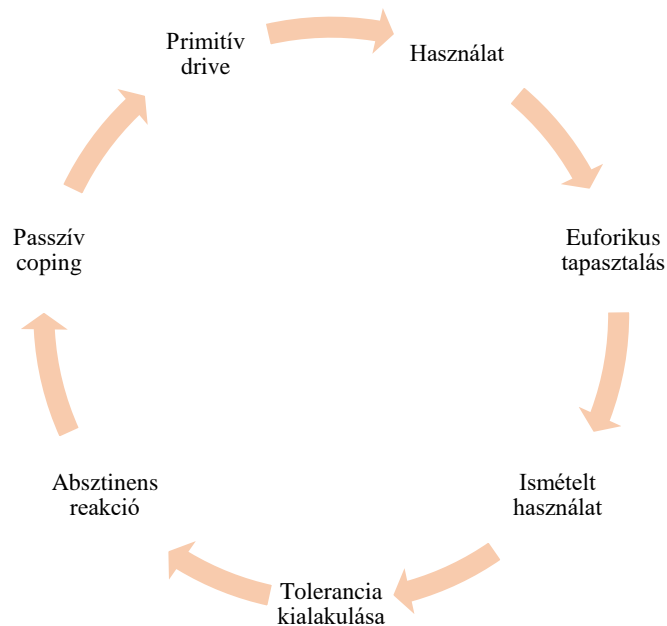 Primitív
drive
Használat
Euforikus
tapasztalás
Ismételt
használat
Tolerancia
kialakulása
Absztinens
reakció
Passzív
coping